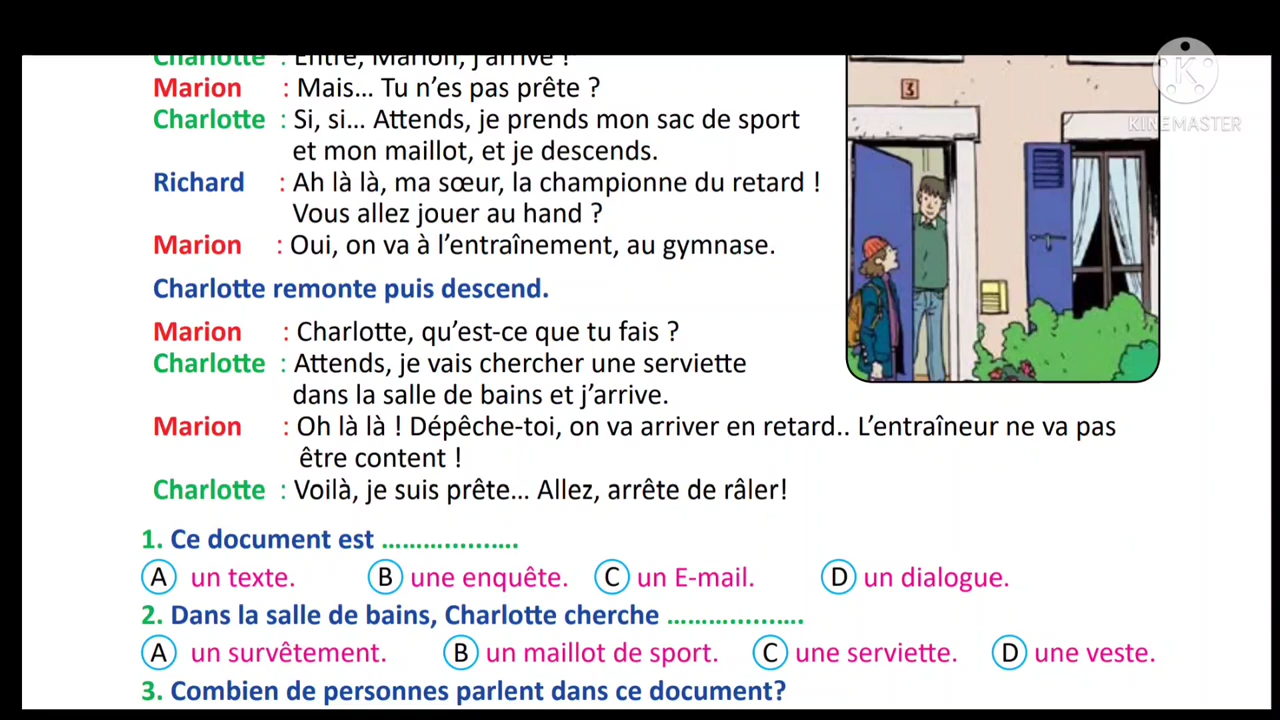 Charlotte : Entre, Marion, j'arrive !
Marion : Mais... Tu n'es pas prête ?
Charlotte : Si, si... Attends, je prends mon sac de sport
et mon maillot, et je descends.
Richard : Ah là là, ma sœur, la championne du retard !
Vous allez jouer au hand ?
Marion : Oui, on va à l'entraînement, au gymnase.
Charlotte remonte puis descend.
Marion : Charlotte, qu'est-ce que tu fais ?
Charlotte : Attends, je vais chercher une serviette
dans la salle de bains et j'arrive.
Marion : Oh là là ! Dépêche-toi, on va arriver en retard.. L'entraîneur ne va pas
être content !
Charlotte : Voilà, je suis prête... Allez, arrête de râler!
1. Ce document est ....................
A un texte. B une enquête. C un E-mail. D un dialogue.
2. Dans la salle de bains, Charlotte cherche ....................
A un survêtement. B un maillot de sport. C une serviette. D une veste.
3. Combien de personnes parlent dans ce document?
3
K
KINEMASTER